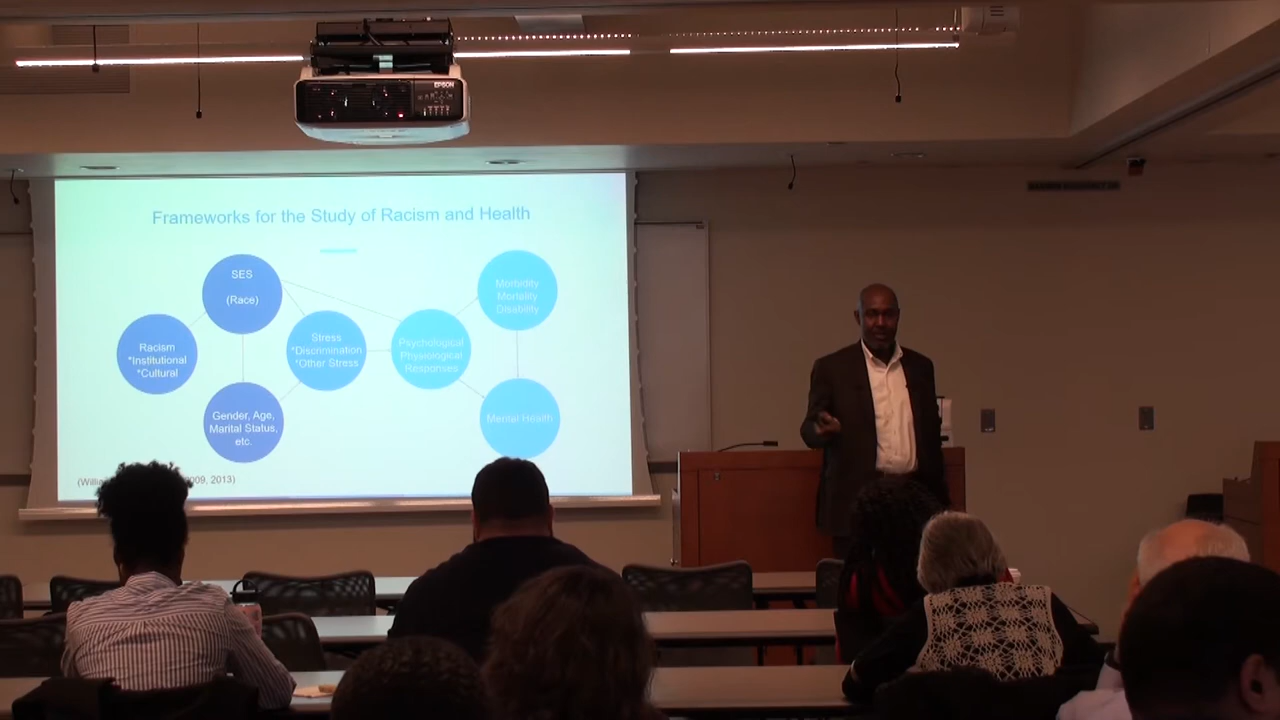 EPSON
Frameworks for the Study of Racism and Health
SES
(Race)
Morbidity
Mortality
Disability
Racism
*Institutional
*Cultural
Stress
*Discrimination
*Other Stress
Psychological
Physiological
Responses
Gender, Age,
Marital Status,
etc.
Mental Health
2009, 2013)